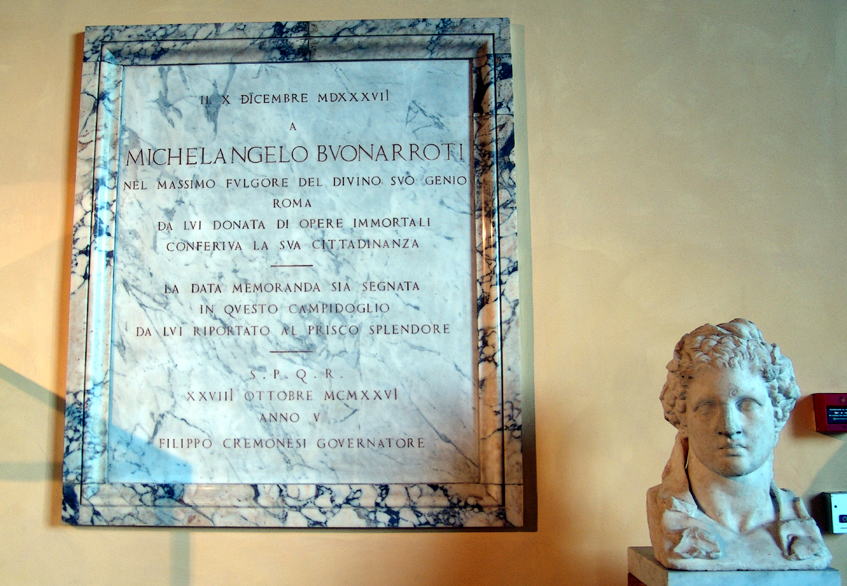 II X DICEMBRE MDXXXVII
A
MICHELANGELO BVONARROTI
NEL MASSIMO FVLGORE DEL DIVINO SVO GENIO
ROMA
DA LVI DONATA DI OPERE IMMORTALI
CONFERIVA LA SVA CITTADINANZA
LA DATA MEMORANDA SIA SEGNATA
IN QVESTO CAMPIDOGLIO
DA LVI RIPORTATO AL PRISCO SPLENDORE
S.P.Q.R.
XXVIII OTTOBRE MCMXXVI
ANNO V
FILIPPO CREMONESI GOVERNATORE